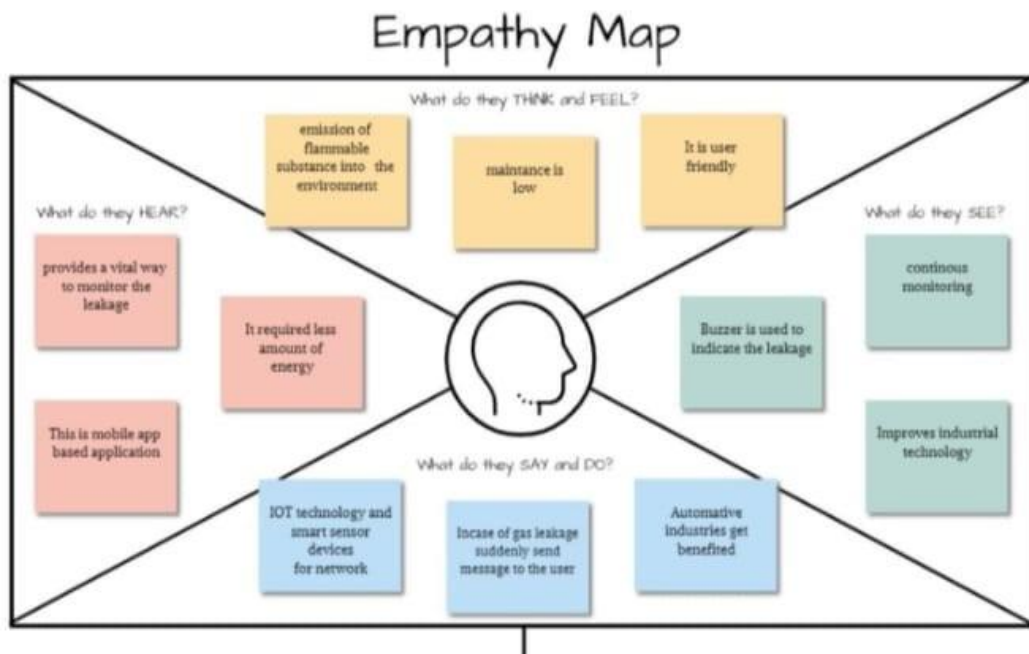 Empathy Map
What do they THINK and FEEL?
emission of
flammable
substance into the
environment
maintance is
low
It is user
friendly
What do they HEAR?
provides a vital way
to monitor the
leakage
It required less
amount of
energy
This is mobile app
based application
What do they SEE?
continous
monitoring
Buzzer is used to
indicate the leakage
Improves industrial
technology
What do they SAY and DO?
IOT technology and
smart sensor
devices
for network
Incase of gas leakage
suddenly send
message to the user
Automative
industries get
benefited